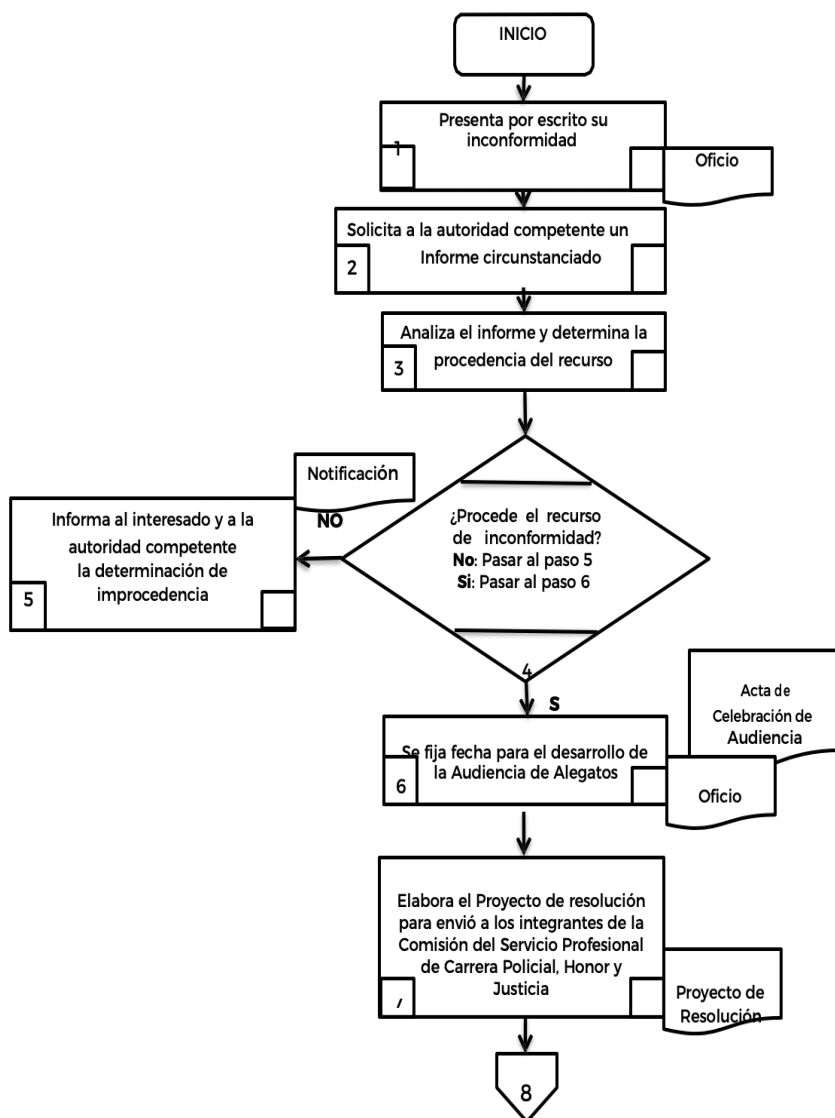 INICIO
Presenta por escrito su
inconformidad
1
Oficio
Solicita a la autoridad competente un
Informe circunstanciado
2
Analiza el informe y determina la
procedencia del recurso
3
¿Procede el recurso
de inconformidad?
No: Pasar al paso 5
Si: Pasar al paso 6
4
NO
Notificación
Informa al interesado y a la
autoridad competente
la determinación de
improcedencia
5
S
Se fija fecha para el desarrollo de
la Audiencia de Alegatos
6
Acta de
Celebración de
Audiencia
Oficio
Elabora el Proyecto de resolución
para envió a los integrantes de la
Comisión del Servicio Profesional
de Carrera Policial, Honor y
Justicia
7
Proyecto de
Resolución
8